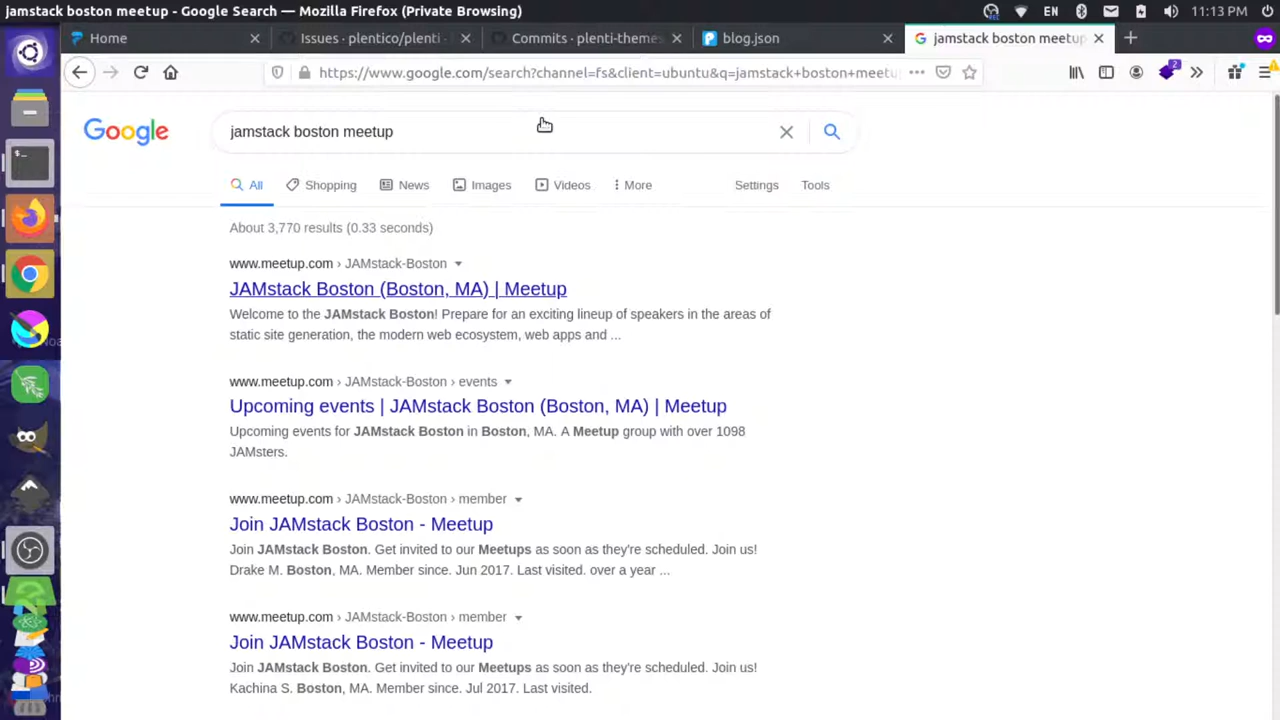 jamstack boston meetup - Google Search — Mozilla Firefox (Private Browsing)
EN
11:13 PM
Home
Issues · plentico/plenti ·
Commits · plenti-themes
blog.json
jamstack boston meetup
2
https://www.google.com/search?channel=fs&client=ubuntu&q=jamstack+boston+meetu
Google
jamstack boston meetup
All
Shopping
News
Images
Videos
More
Settings
Tools
About 3,770 results (0.33 seconds)
www.meetup.com › JAMstack-Boston
JAMstack Boston (Boston, MA) | Meetup
Welcome to the JAMstack Boston! Prepare for an exciting lineup of speakers in the areas of
static site generation, the modern web ecosystem, web apps and ...
www.meetup.com › JAMstack-Boston › events
Upcoming events | JAMstack Boston (Boston, MA) | Meetup
Upcoming events for JAMstack Boston in Boston, MA. A Meetup group with over 1098
JAMsters.
www.meetup.com › JAMstack-Boston › member
Join JAMstack Boston - Meetup
Join JAMstack Boston. Get invited to our Meetups as soon as they're scheduled. Join us!
Drake M. Boston, MA. Member since. Jun 2017. Last visited. over a year ...
www.meetup.com › JAMstack-Boston › member
Join JAMstack Boston - Meetup
Join JAMstack Boston. Get invited to our Meetups as soon as they're scheduled. Join us!
Kachina S. Boston, MA. Member since. Jul 2017. Last visited.